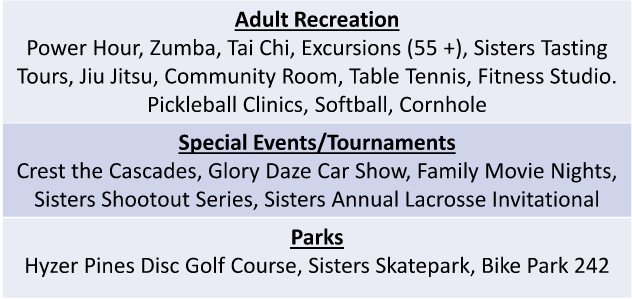 Adult Recreation
Power Hour, Zumba, Tai Chi, Excursions (55 +), Sisters Tasting
Tours, Jiu Jitsu, Community Room, Table Tennis, Fitness Studio.
Pickleball Clinics, Softball, Cornhole
Special Events/Tournaments
Crest the Cascades, Glory Daze Car Show, Family Movie Nights,
Sisters Shootout Series, Sisters Annual Lacrosse Invitational
Parks
Hyzer Pines Disc Golf Course, Sisters Skatepark, Bike Park 242